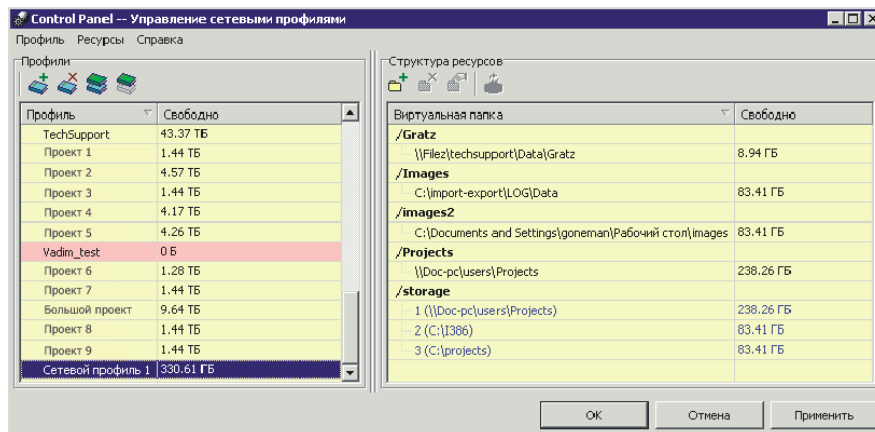 Control Panel -- Управление сетевыми профилями
Профиль Ресурсы Справка
Профили
Профиль Свободно
TechSupport 43.37 ТБ
Проект 1 1.44 ТБ
Проект 2 4.57 ТБ
Проект 3 1.44 ТБ
Проект 4 4.17 ТБ
Проект 5 4.26 ТБ
Vadim_test 0 Б
Проект 6 1.28 ТБ
Проект 7 1.44 ТБ
Большой проект 9.64 ТБ
Проект 8 1.44 ТБ
Проект 9 1.44 ТБ
Сетевой профиль 1 330.61 ГБ
Структура ресурсов
Виртуальная папка Свободно
/Gratz
\\Filez\techsupport\Data\Gratz 8.94 ГБ
/Images
C:\import-export\LOG\Data 83.41 ГБ
/images2
C:\Documents and Settings\goneman\Рабочий стол\images 83.41 ГБ
/Projects
\\Doc-pc\users\Projects 238.26 ГБ
/storage
1 (\\Doc-pc\users\Projects) 238.26 ГБ
2 (C:\I386) 83.41 ГБ
3 (C:\projects) 83.41 ГБ
OK Отмена Применить